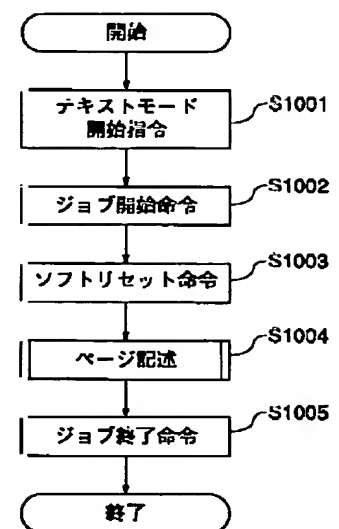 開始
テキストモード
開始指令
S1001
ジョブ開始命令
S1002
ソフトリセット命令
S1003
ページ記述
S1004
ジョブ終了命令
S1005
終了